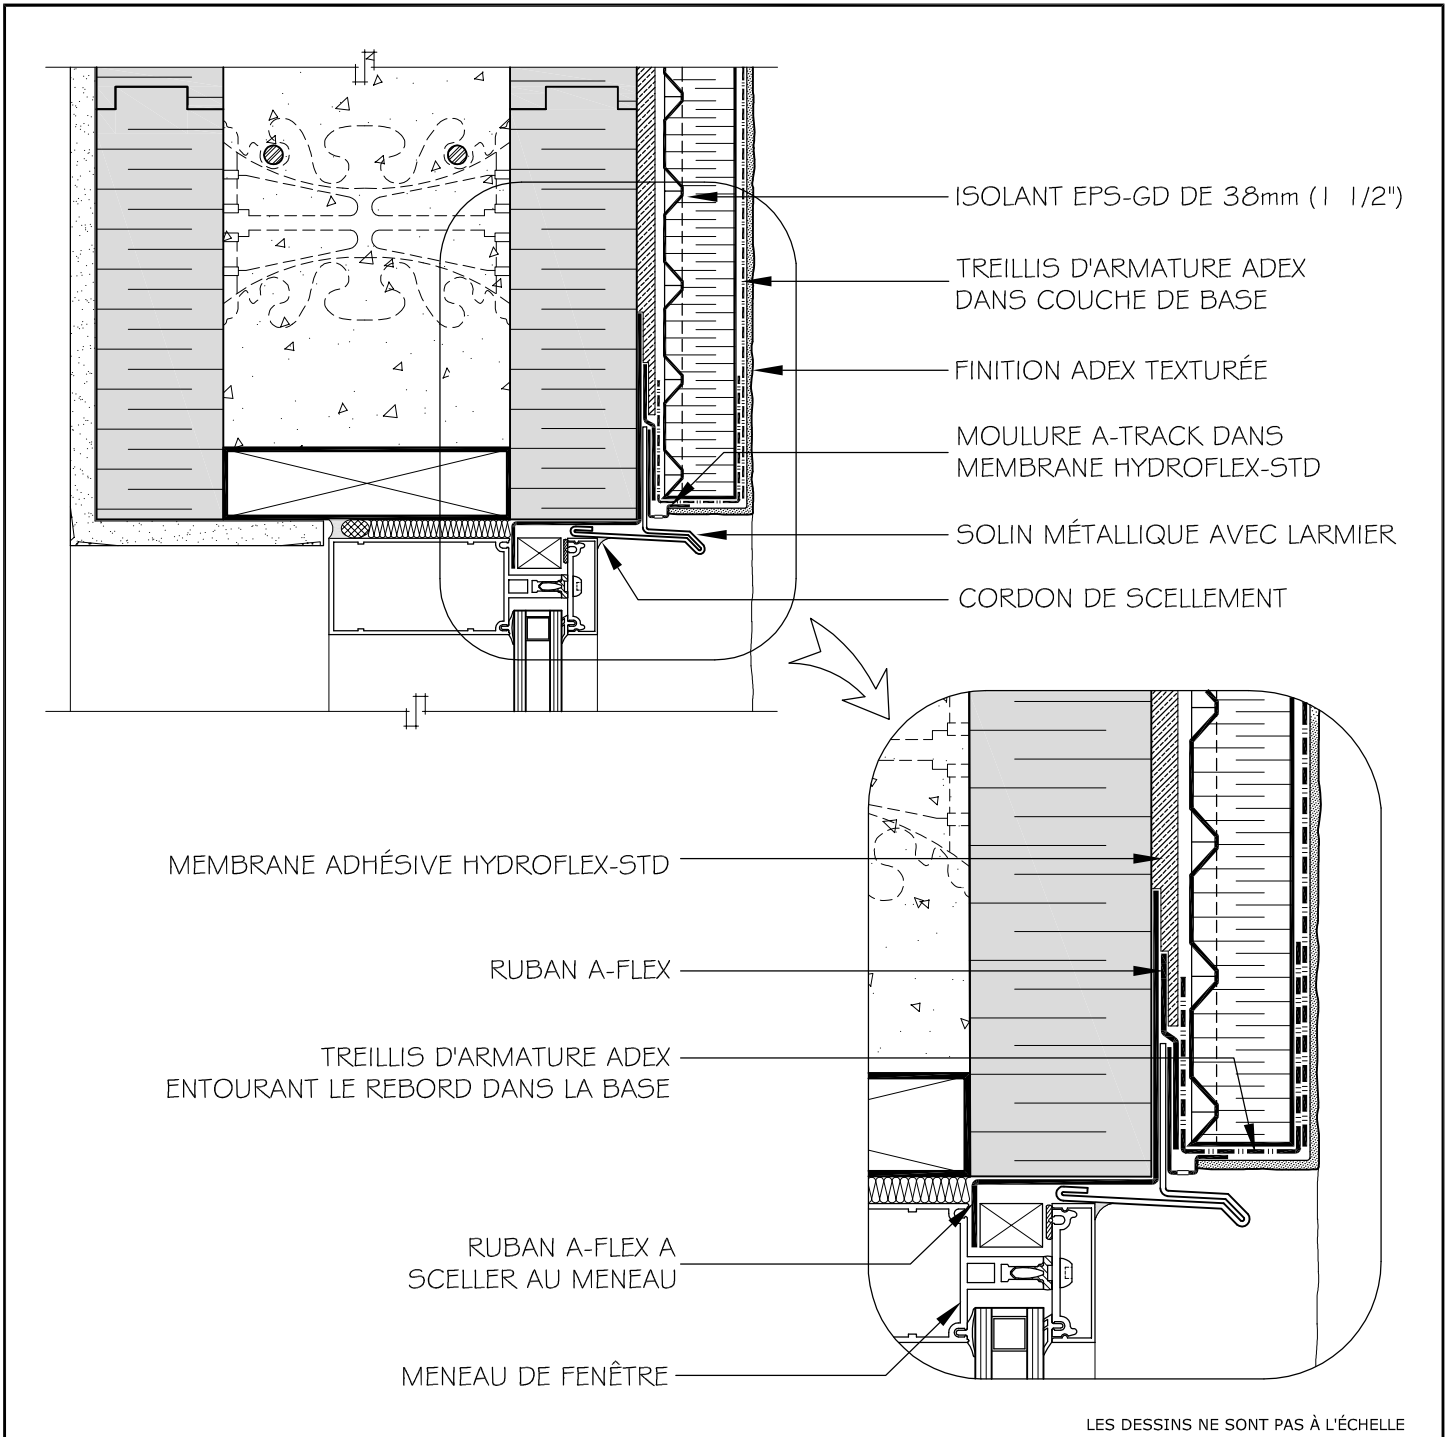 ISOLANT EPS-GD DE 38mm (1 1/2")
TREILLIS D'ARMATURE ADEX
DANS COUCHE DE BASE
FINITION ADEX TEXTURÉE
MOULURE A-TRACK DANS
MEMBRANE HYDROFLEX-STD
SOLIN MÉTALLIQUE AVEC LARMIER
CORDON DE SCELLEMENT
MEMBRANE ADHÉSIVE HYDROFLEX-STD
RUBAN A-FLEX
TREILLIS D'ARMATURE ADEX
ENTOURANT LE REBORD DANS LA BASE
RUBAN A-FLEX A
SCELLER AU MENEAU
MENEAU DE FENÊTRE
LES DESSINS NE SONT PAS À L'ÉCHELLE